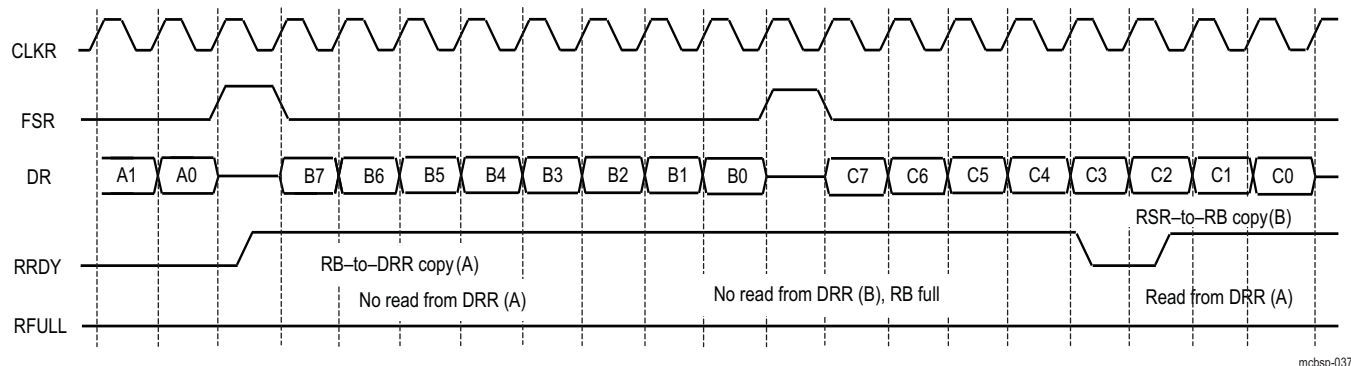 CLKR
FSR
DR A1 A0 B7 B6 B5 B4 B3 B2 B1 B0 C7 C6 C5 C4 C3 C2 C1 C0
RSR–to–RB copy(B)
RRDY RB–to–DRR copy(A)
No read from DRR (A) No read from DRR (B), RB full Read from DRR (A)
RFULL
mcbsp-037